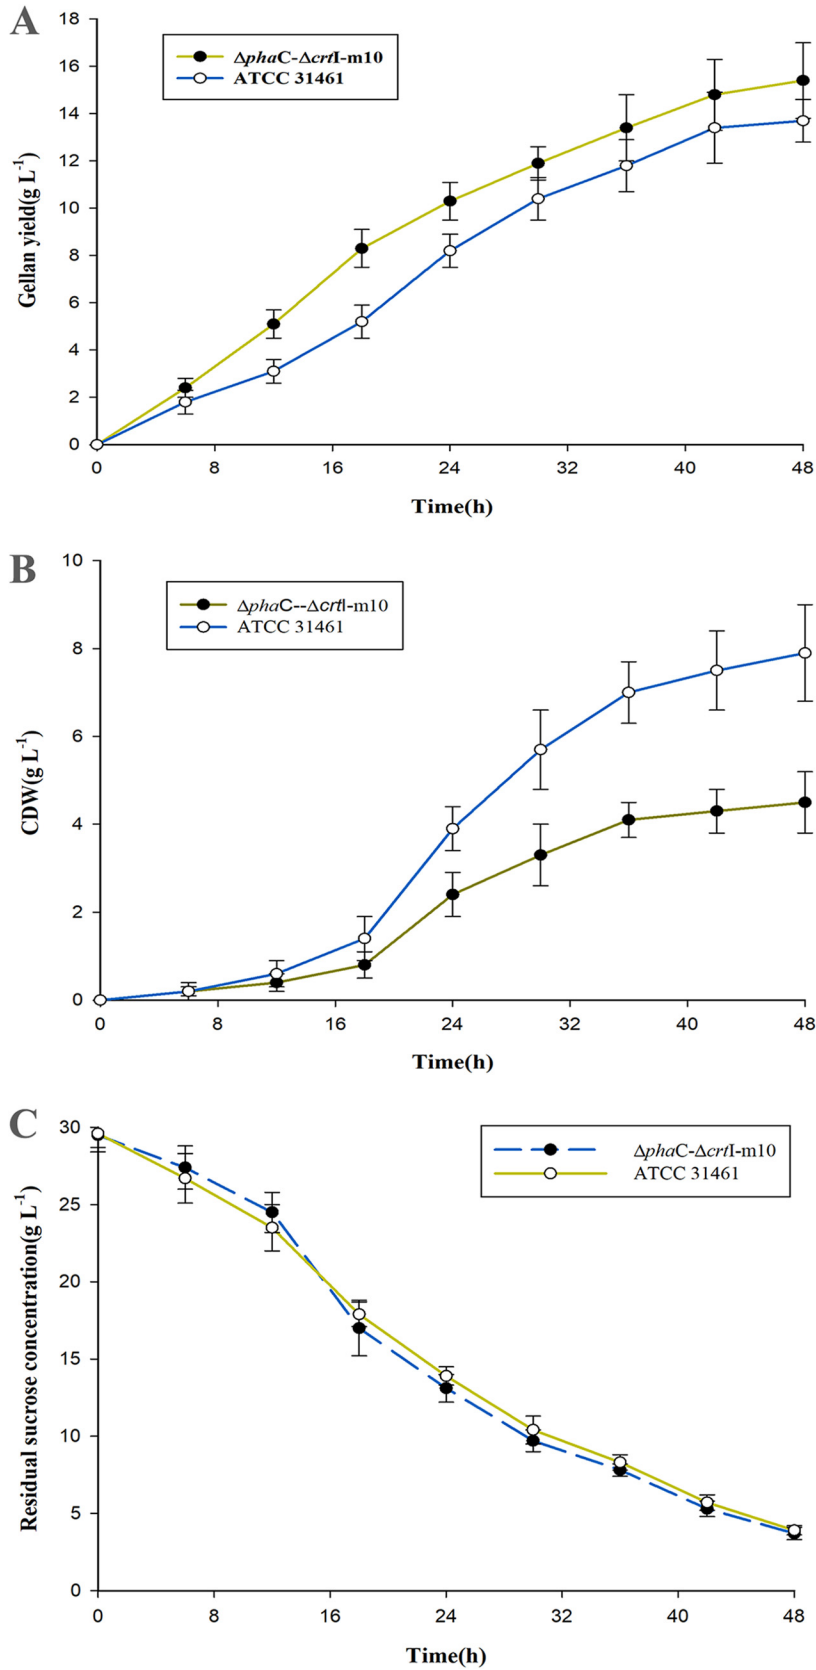 A
18
16
14
12
10
8
6
4
2
0
Gellan yield(g L⁻¹)
ΔphaC-ΔcrtI-m10
ATCC 31461
0 8 16 24 32 40 48
Time(h)
B
10
8
6
4
2
0
CDW(g L⁻¹)
ΔphaC--ΔcrtI-m10
ATCC 31461
0 8 16 24 32 40 48
Time(h)
C
30
25
20
15
10
5
0
Residual sucrose concentration(g L⁻¹)
ΔphaC-ΔcrtI-m10
ATCC 31461
0 8 16 24 32 40 48
Time(h)